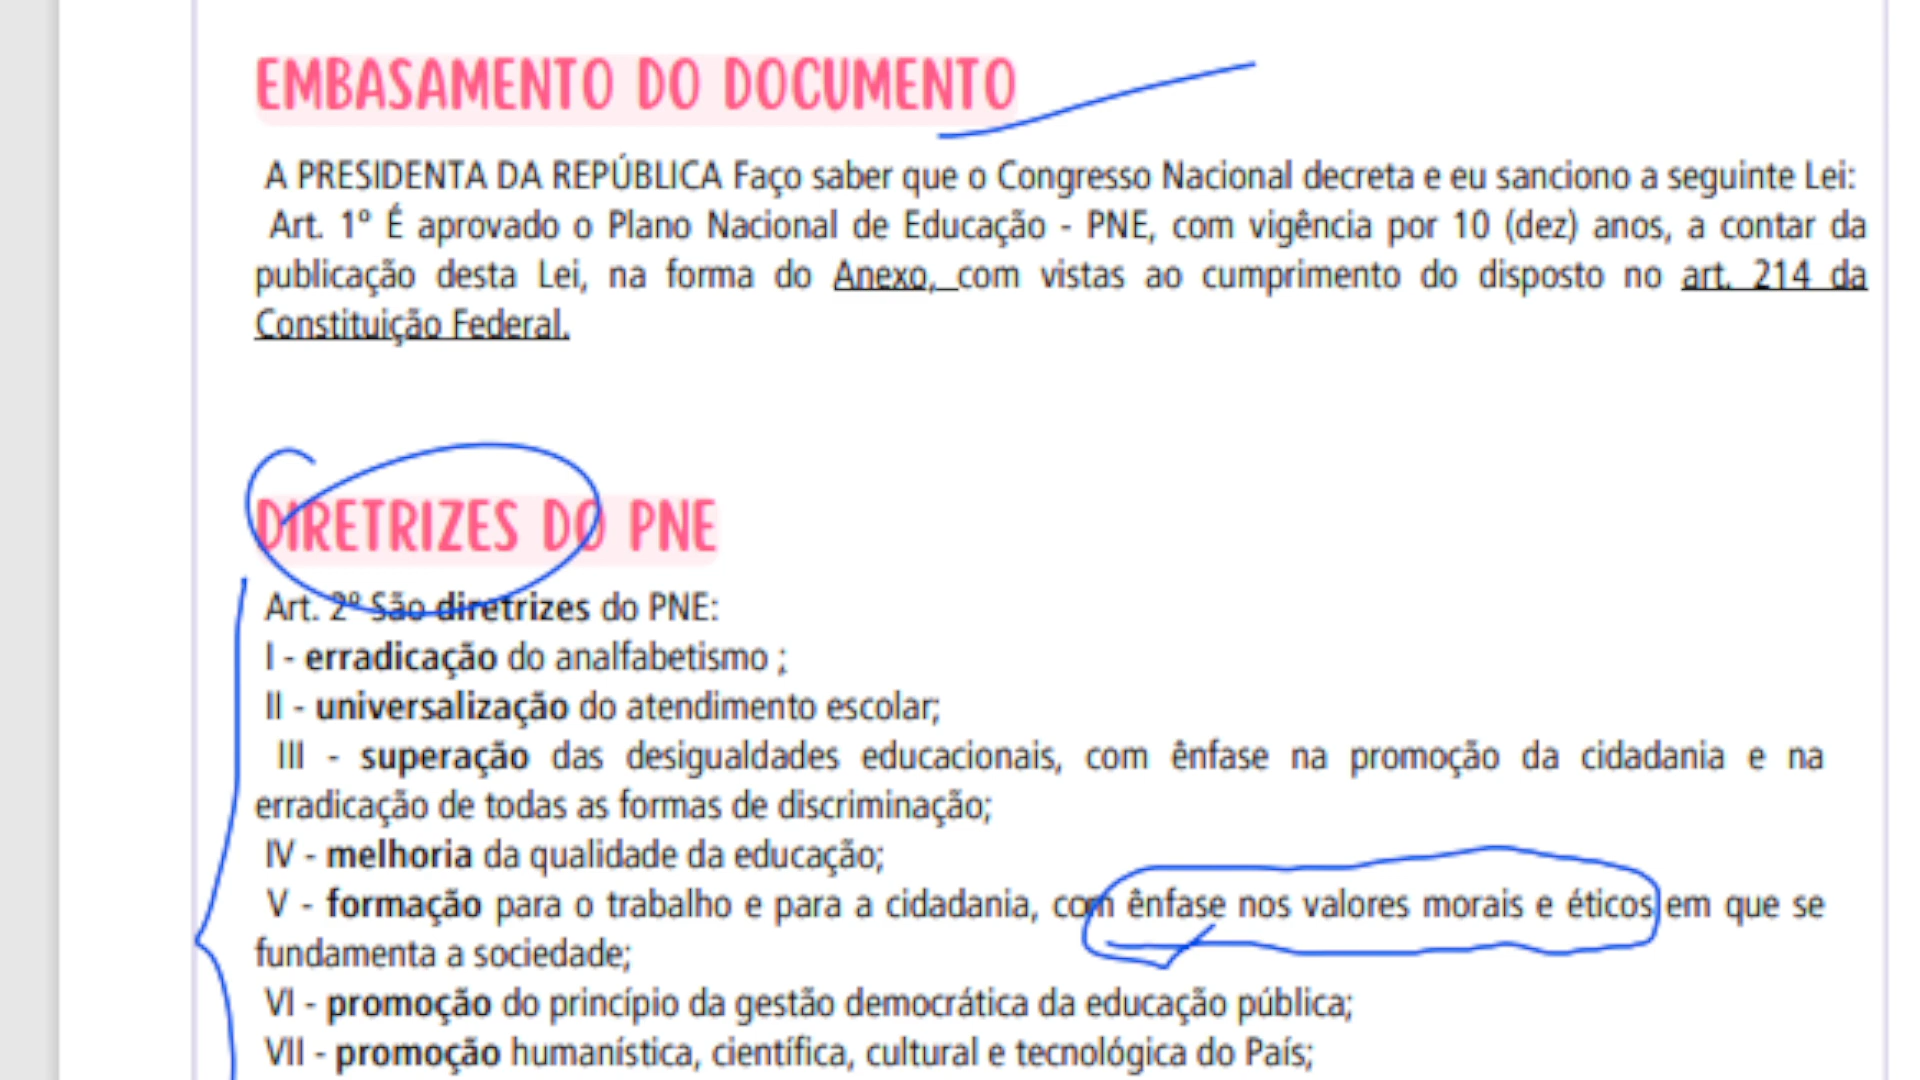 EMBASAMENTO DO DOCUMENTO
A PRESIDENTA DA REPÚBLICA Faço saber que o Congresso Nacional decreta e eu sanciono a seguinte Lei:
Art. 1º É aprovado o Plano Nacional de Educação - PNE, com vigência por 10 (dez) anos, a contar da
publicação desta Lei, na forma do Anexo, com vistas ao cumprimento do disposto no art. 214 da
Constituição Federal.
DIRETRIZES DO PNE
Art. 2º São diretrizes do PNE:
I - erradicação do analfabetismo ;
II - universalização do atendimento escolar;
III - superação das desigualdades educacionais, com ênfase na promoção da cidadania e na
erradicação de todas as formas de discriminação;
IV - melhoria da qualidade da educação;
V - formação para o trabalho e para a cidadania, com ênfase nos valores morais e éticos em que se
fundamenta a sociedade;
VI - promoção do princípio da gestão democrática da educação pública;
VII - promoção humanística, científica, cultural e tecnológica do País;